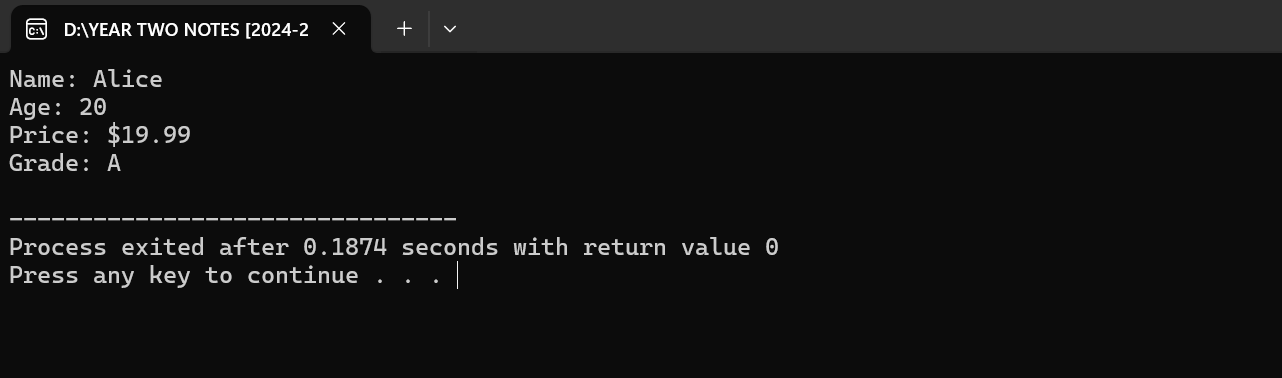 D:\YEAR TWO NOTES [2024-2
Name: Alice
Age: 20
Price: $19.99
Grade: A
--------------------------------
Process exited after 0.1874 seconds with return value 0
Press any key to continue . . .